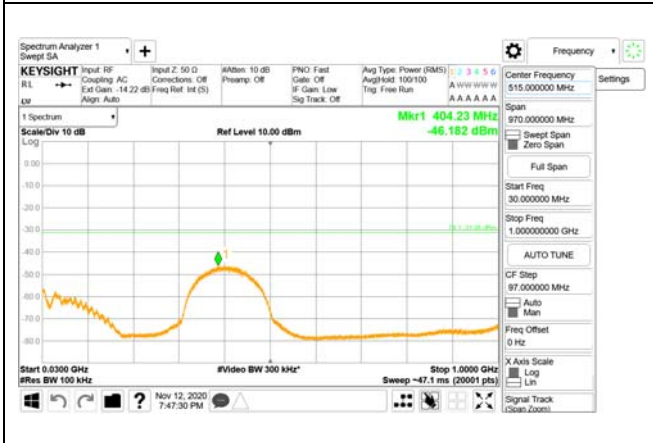 Spectrum Analyzer 1
Swept SA
+
Frequency
KEYSIGHT
Input: RF
Coupling: AC
Ext Gain: -14.22 dB
Align: Auto
Input Z: 50 Ω
Corrections: Off
Freq Ref: Int (S)
#Atten: 10 dB
Preamp: Off
PNO: Fast
Gate: Off
IF Gain: Low
Sig Track: Off
Avg Type: Power (RMS)
Avg|Hold: 100/100
Trig: Free Run
1 2 3 4 5 6
A W W W W W
A A A A A A
RL
1 Spectrum
Scale/Div 10 dB
Ref Level 10.00 dBm
Mkr1 404.23 MHz
-46.182 dBm
Log
0.00
-10.0
-20.0
-30.0
-40.0
-50.0
-60.0
-70.0
-80.0
1
Start 0.0300 GHz
#Res BW 100 kHz
#Video BW 300 kHz*
Stop 1.0000 GHz
Sweep ~47.1 ms (20001 pts)
?
Nov 12, 2020
7:47:30 PM
Center Frequency
515.000000 MHz
Settings
Span
970.000000 MHz
Swept Span
Zero Span
Full Span
Start Freq
30.000000 MHz
Stop Freq
1.000000000 GHz
AUTO TUNE
CF Step
97.000000 MHz
Auto
Man
Freq Offset
0 Hz
X Axis Scale
Log
Lin
Signal Track
(Span Zoom)